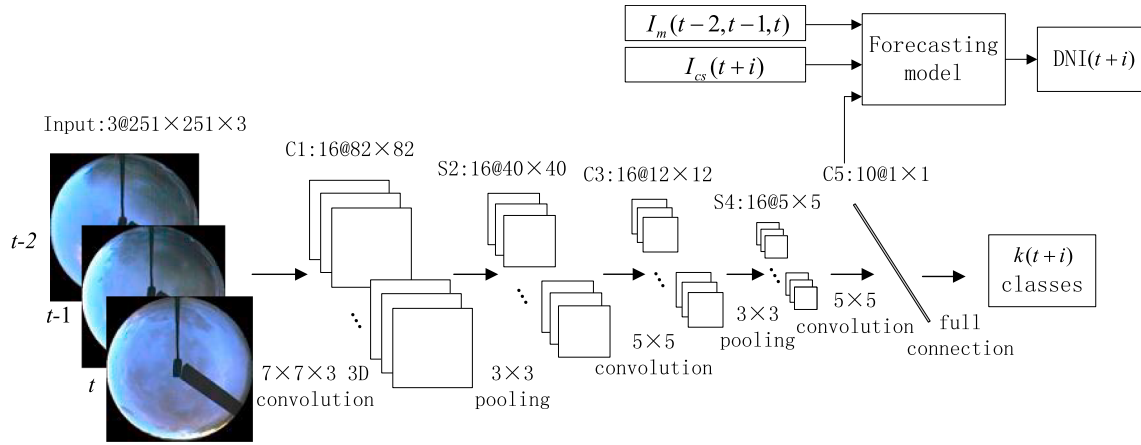 I_m(t−2,t−1,t)
I_cs(t+i)
Forecasting
model
DNI(t+i)
Input:3@251×251×3
C1:16@82×82
S2:16@40×40
C3:16@12×12
S4:16@5×5
C5:10@1×1
t-2
t-1
t
7×7×3 3D
convolution
3×3
pooling
5×5
convolution
3×3
pooling
5×5
convolution
full
connection
k(t+i)
classes